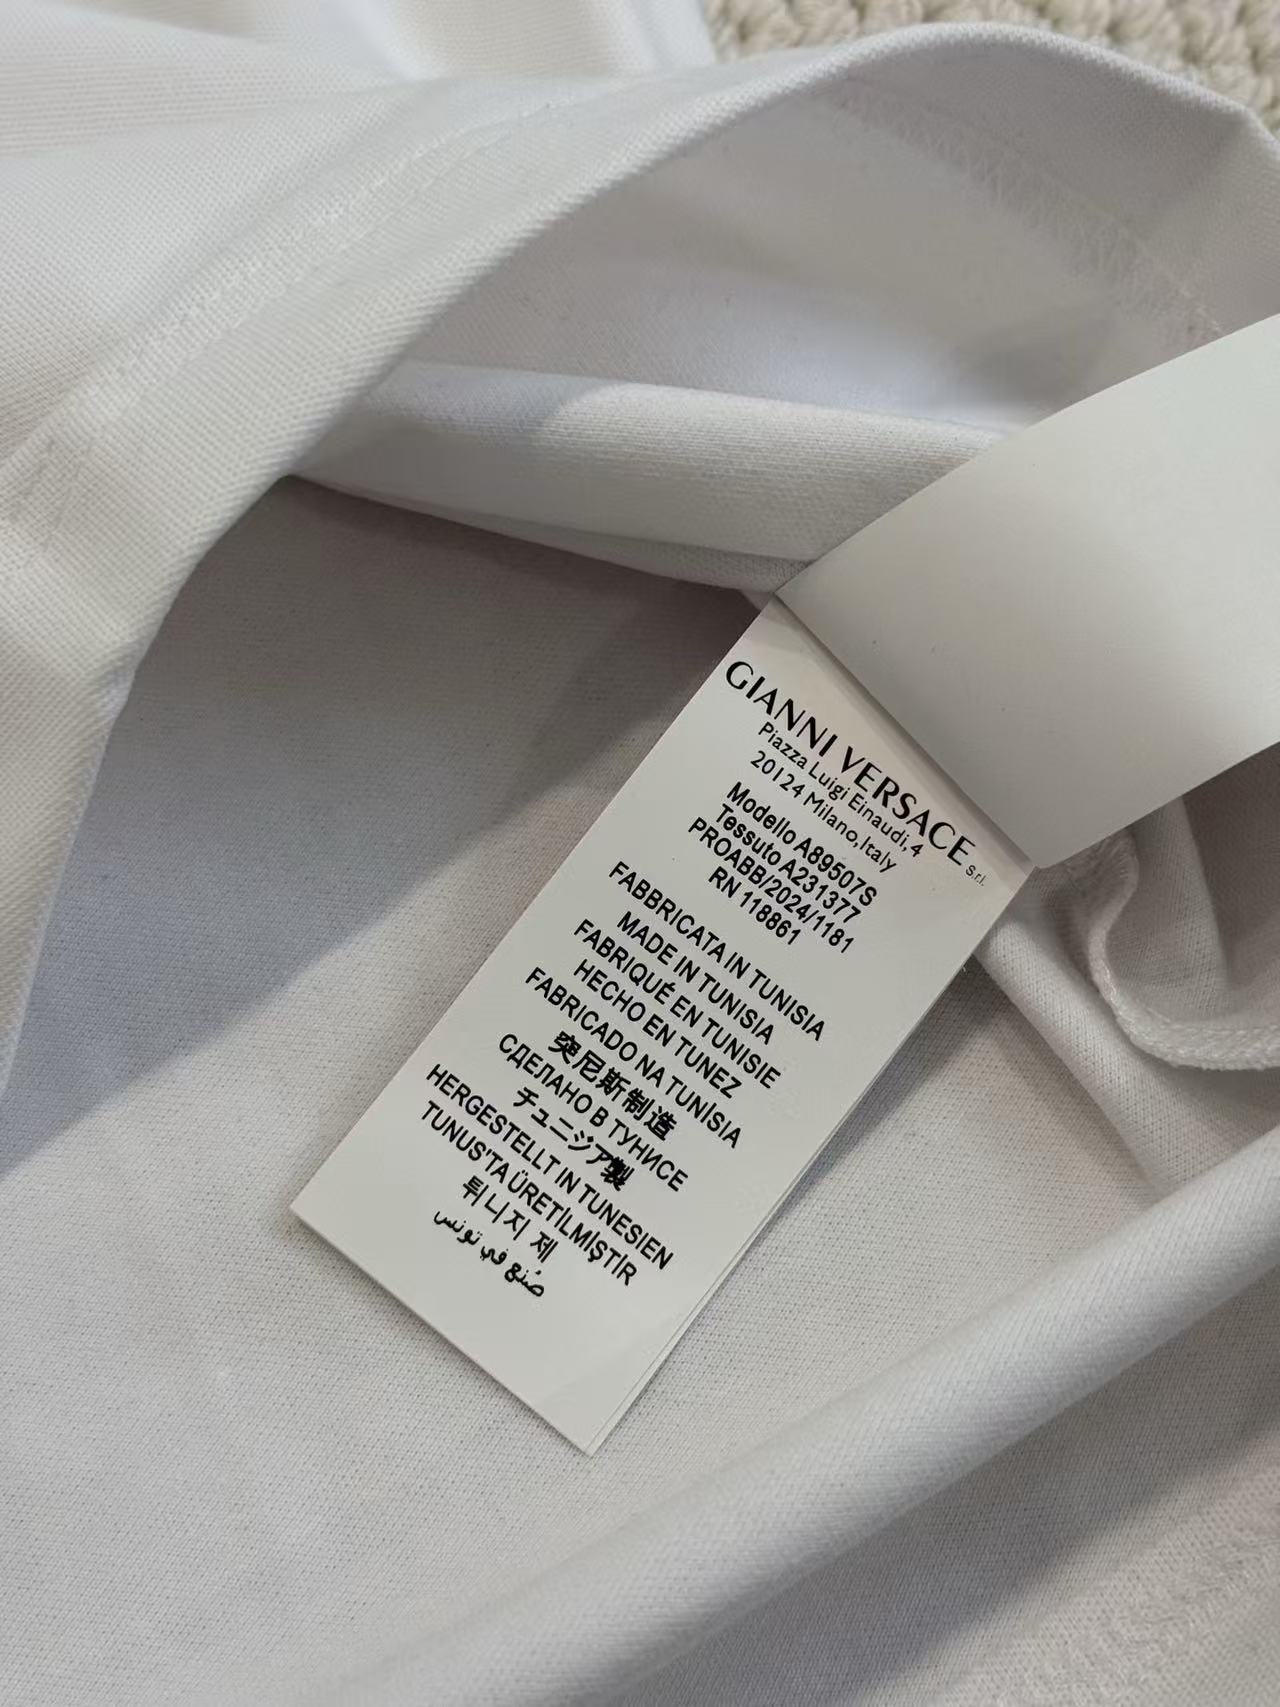 GIANNI VERSACE s.r.l.
Piazza Luigi Einaudi,4
20124 Milano,Italy
Modello A89507S
Tessuto A231377
PROABB/2024/1181
RN 118861
FABBRICATA IN TUNISIA
MADE IN TUNISIA
FABRIQUÉ EN TUNISIE
HECHO EN TUNEZ
FABRICADO NA TUNÍSIA
突尼斯制造
СДЕЛАНО В ТУНИСЕ
チュニジア製
HERGESTELLT IN TUNESIEN
TUNUS'TA ÜRETİLMİŞTİR
튀니지 제
صُنع في تونس